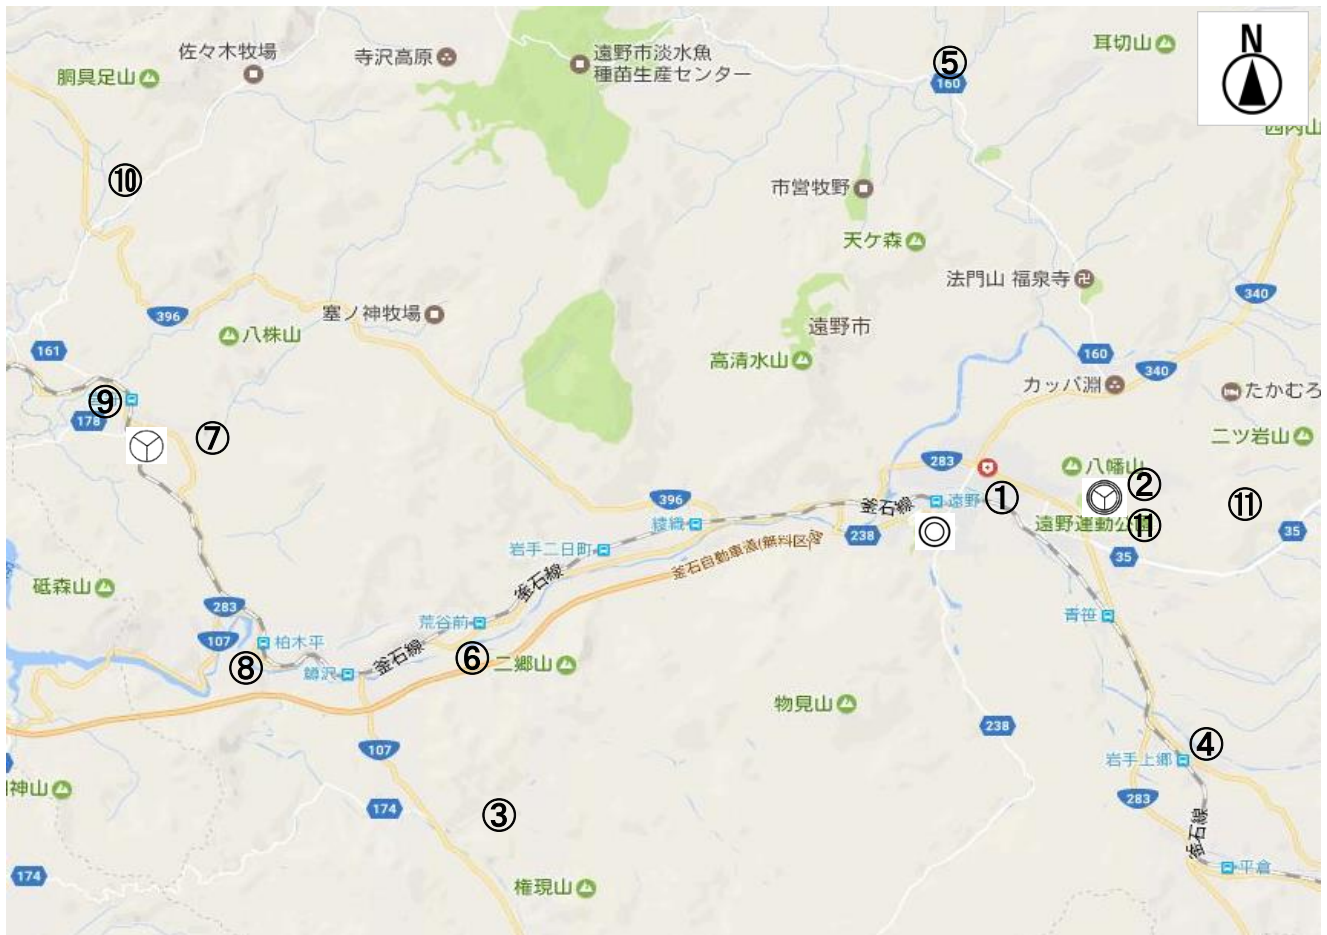 N
⑤
160
耳切山
佐々木牧場
寺沢高原
遠野市淡水魚
種苗生産センター
胴具足山
⑩
市営牧野
天ケ森
法門山 福泉寺
340
396
塞ノ神牧場
八株山
遠野市
161
高清水山
160
340
カッパ淵
たかむろ
⑨
178
⑦
二ツ岩山
283
八幡山
②
①
396
遠野
釜石線
綾織
238
遠野運動公園
⑪
⑪
35
35
岩手二日町
釜石自動車道(無料区間)
釜石線
砥森山
283
107
柏木平
荒谷前
青笹
⑧
鱒沢
釜石線
⑥
二郷山
物見山
238
107
④
岩手上郷
283
174
③
釜石線
174
権現山
平倉